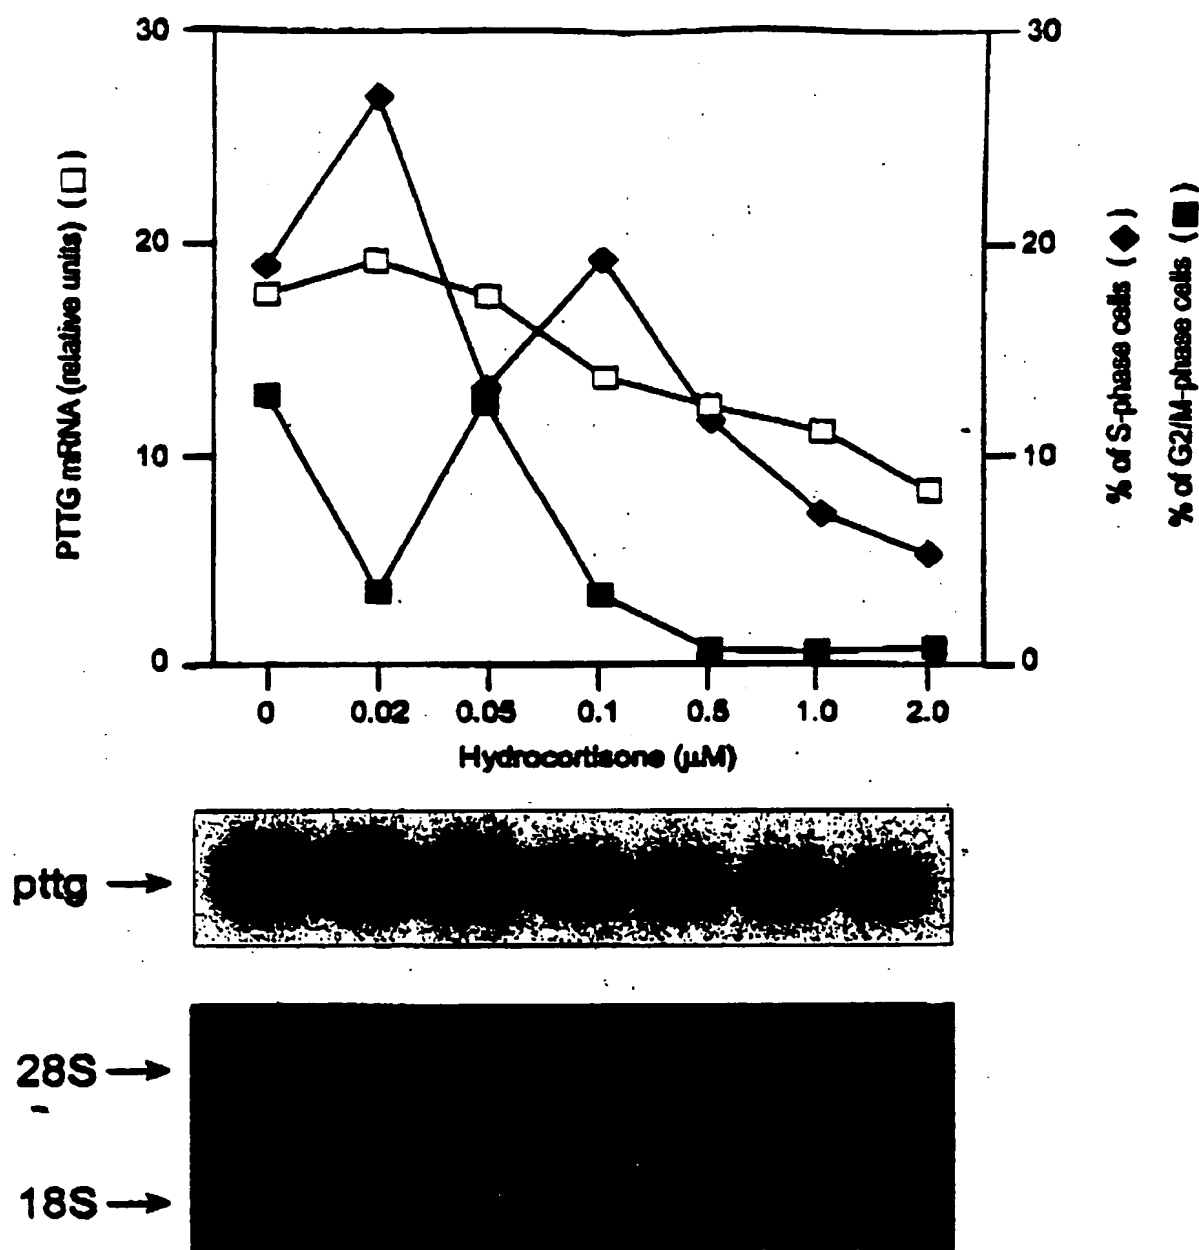 30
20
10
0
PTTG mRNA (relative units) (□)
30
20
10
0
% of S-phase cells (◆)
% of G2/M-phase cells (■)
0 0.02 0.05 0.1 0.5 1.0 2.0
Hydrocortisone (µM)
pttg →
28S →
18S →